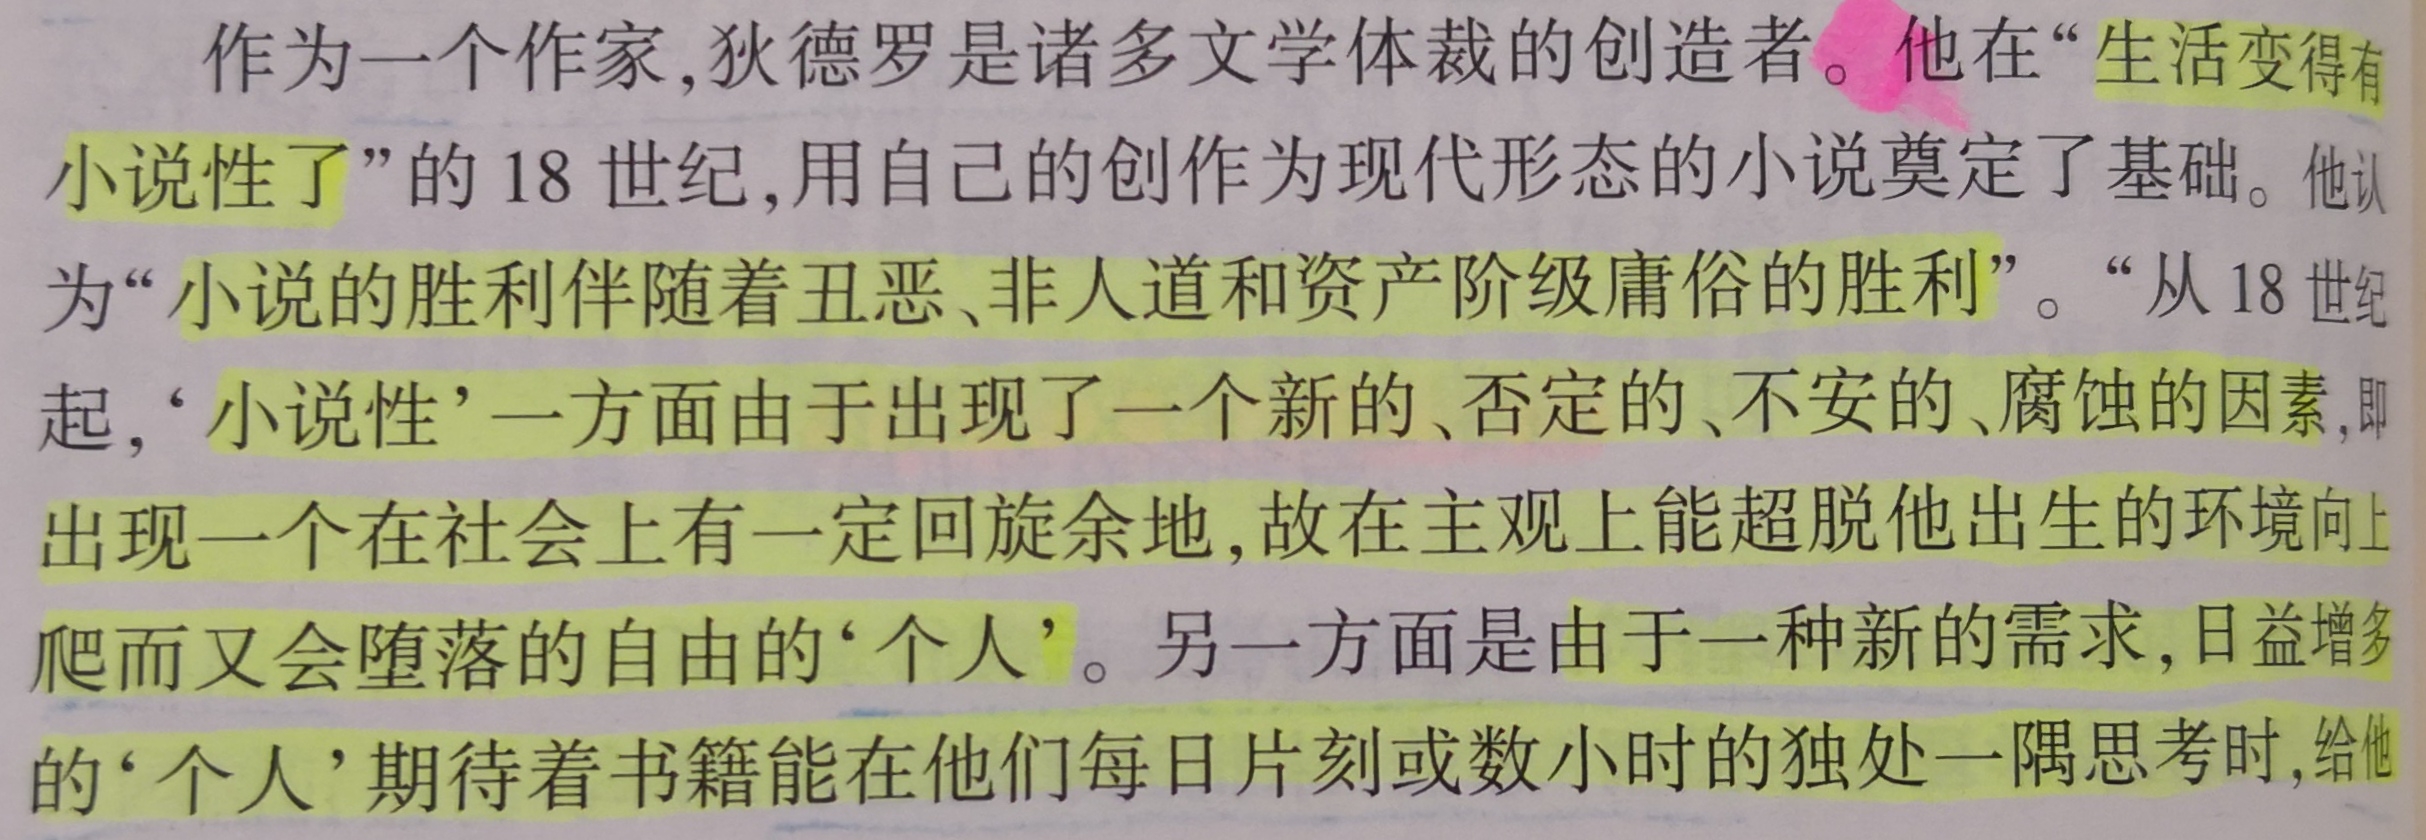 作为一个作家,狄德罗是诸多文学体裁的创造者。他在“生活变得有
小说性了”的 18 世纪,用自己的创作为现代形态的小说奠定了基础。他认
为“小说的胜利伴随着丑恶、非人道和资产阶级庸俗的胜利”。“从 18 世纪
起,‘小说性’一方面由于出现了一个新的、否定的、不安的、腐蚀的因素,即
出现一个在社会上有一定回旋余地,故在主观上能超脱他出生的环境向上
爬而又会堕落的自由的‘个人’。另一方面是由于一种新的需求,日益增多
的‘个人’期待着书籍能在他们每日片刻或数小时的独处一隅思考时,给他